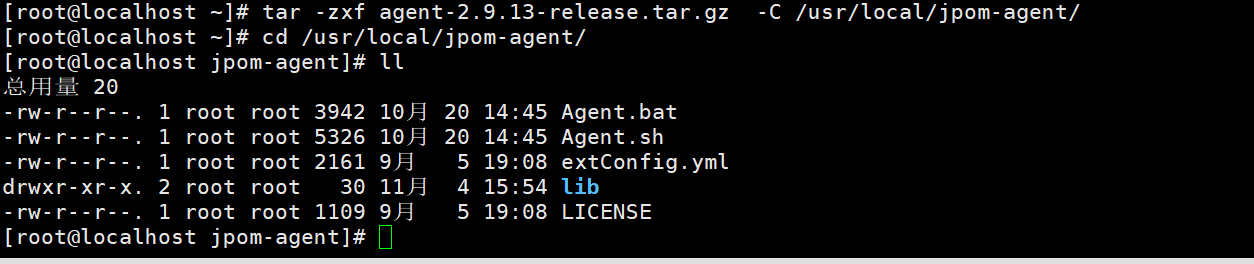 [root@localhost ~]# tar -zxf agent-2.9.13-release.tar.gz  -C /usr/local/jpom-agent/
[root@localhost ~]# cd /usr/local/jpom-agent/
[root@localhost jpom-agent]# ll
总用量 20
-rw-r--r--. 1 root root 3942 10月 20 14:45 Agent.bat
-rw-r--r--. 1 root root 5326 10月 20 14:45 Agent.sh
-rw-r--r--. 1 root root 2161 9月   5 19:08 extConfig.yml
drwxr-xr-x. 2 root root   30 11月  4 15:54 lib
-rw-r--r--. 1 root root 1109 9月   5 19:08 LICENSE
[root@localhost jpom-agent]#